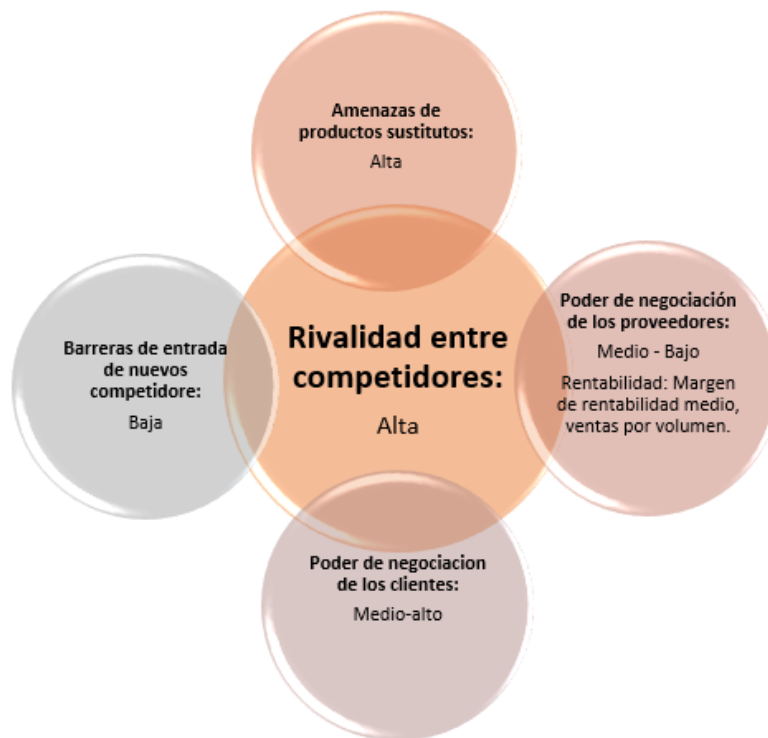 Amenazas de
productos sustitutos:
Alta
Barreras de entrada
de nuevos
competidore:
Baja
Rivalidad entre
competidores:
Alta
Poder de negociación
de los proveedores:
Medio - Bajo
Rentabilidad: Margen
de rentabilidad medio,
ventas por volumen.
Poder de negociacion
de los clientes:
Medio-alto